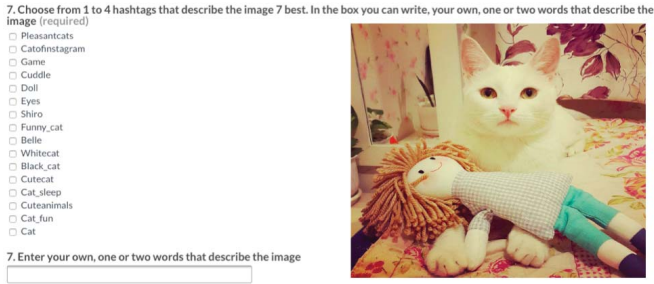 7. Choose from 1 to 4 hashtags that describe the image 7 best. In the box you can write, your own, one or two words that describe the
image (required)
Pleasantcats
Catofinstagram
Game
Cuddle
Doll
Eyes
Shiro
Funny_cat
Belle
Whitecat
Black_cat
Cutecat
Cat_sleep
Cuteanimals
Cat_fun
Cat
7. Enter your own, one or two words that describe the image